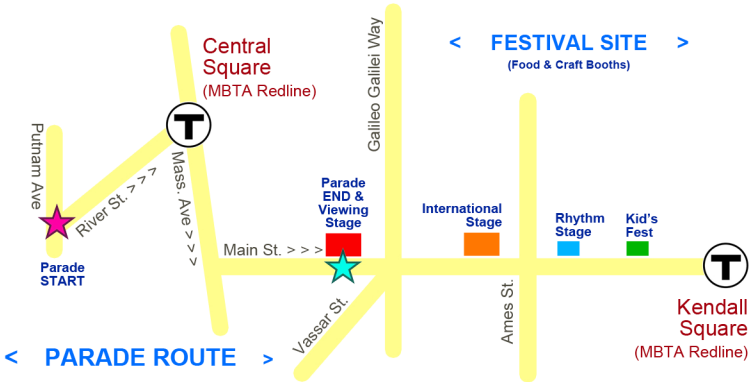 Central
Square
(MBTA Redline)
T
Putnam Ave
River St. > > >
Mass. Ave > > >
Parade
START
Main St. > > >
Parade
END &
Viewing
Stage
Vassar St.
Galileo Galilei Way
< FESTIVAL SITE >
(Food & Craft Booths)
International
Stage
Ames St.
Rhythm
Stage
Kid's
Fest
T
Kendall
Square
(MBTA Redline)
< PARADE ROUTE >